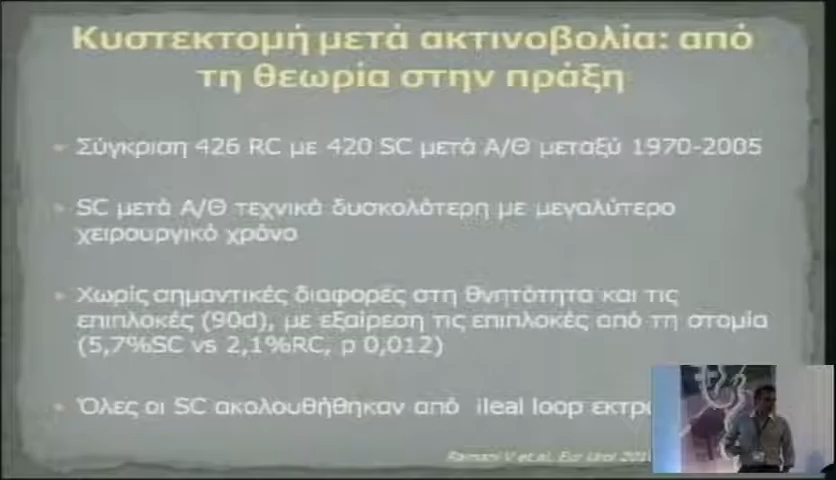 Κυστεκτομή μετά ακτινοβολία: από
τη θεωρία στην πράξη
Σύγκριση 426 RC με 420 SC μετά Α/Θ μεταξύ 1970-2005
SC μετά Α/Θ τεχνικά δυσκολότερη με μεγαλύτερο
χειρουργικό χρόνο
Χωρίς σημαντικές διαφορές στη θνητότητα και τις
επιπλοκές (90d), με εξαίρεση τις επιπλοκές από τη στομία
(5,7%SC vs 2,1%RC, p 0,012)
Όλες οι SC ακολουθήθηκαν από ileal loop
Ramani V et.al. Eur Urol